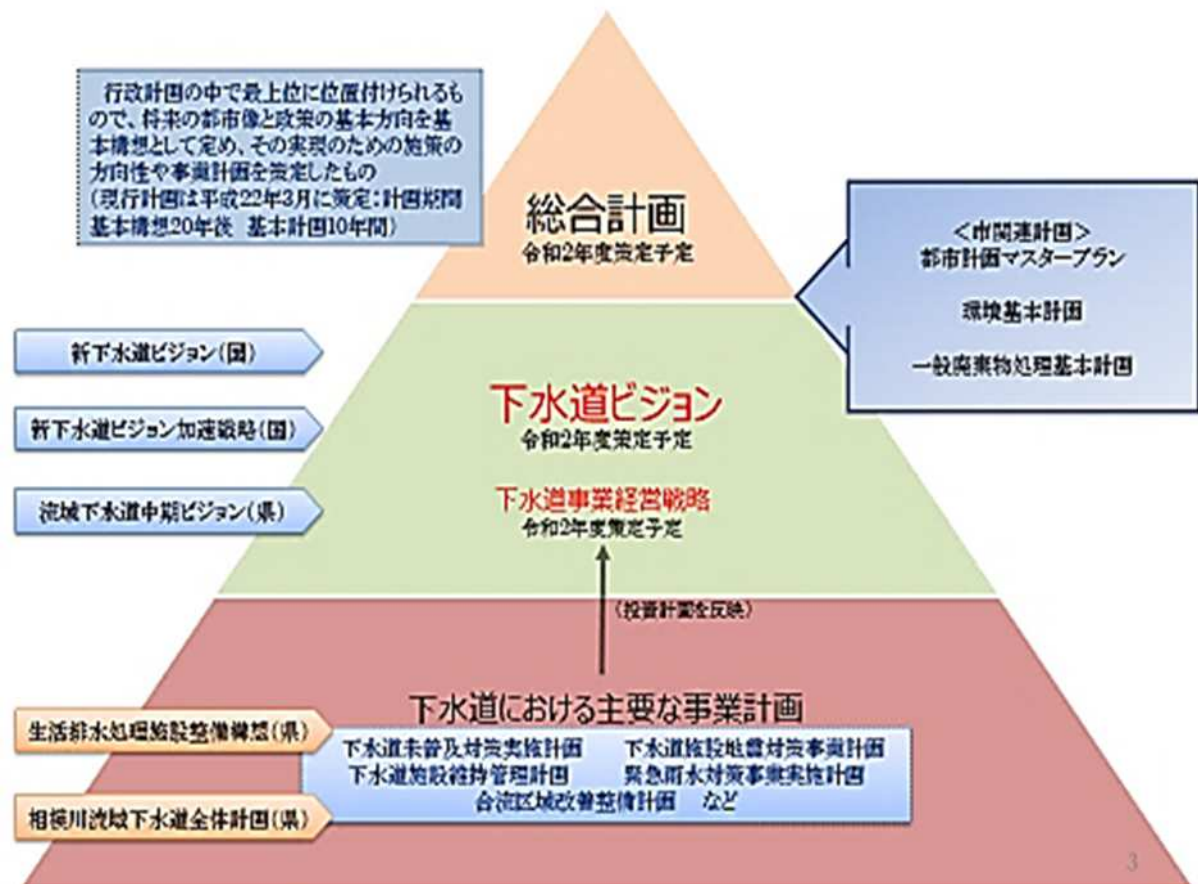 行政計画の中で最上位に位置付けられるも
ので、将来の都市像と政策の基本方向を基
本構想として定め、その実現のための施策の
方向性や事業計画を策定したもの
(現行計画は平成22年3月に策定:計画期間
基本構想20年後 基本計画10年間)
総合計画
令和2年度策定予定
<市関連計画>
都市計画マスタープラン
環境基本計画
一般廃棄物処理基本計画
新下水道ビジョン(国)
新下水道ビジョン加速戦略(国)
流域下水道中期ビジョン(県)
下水道ビジョン
令和2年度策定予定
下水道事業経営戦略
令和2年度策定予定
(投資計画を反映)
下水道における主要な事業計画
生活排水処理施設整備構想(県)
相模川流域下水道全体計画(県)
下水道未普及対策実施計画 下水道施設地震対策事業計画
下水道施設維持管理計画 緊急雨水対策事業実施計画
合流区域改善整備計画 など
3